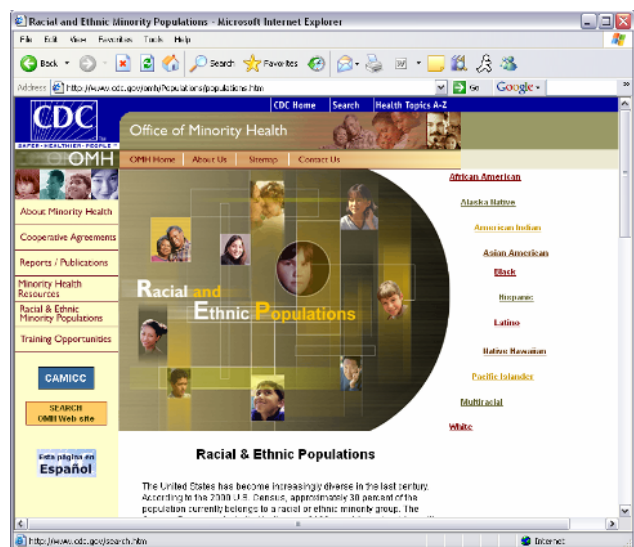 Racial and Ethnic Minority Populations - Microsoft Internet Explorer
File Edit View Favorites Tools Help
Back Search Favorites
Address http://www.cdc.gov/omh/Populations/populations.htm Go Google
CDC Home Search Health Topics A-Z
CDC
SAFER • HEALTHIER • PEOPLE™
Office of Minority Health
OMH
OMH Home About Us Sitemap Contact Us
About Minority Health
Cooperative Agreements
Reports / Publications
Minority Health
Resources
Racial & Ethnic
Minority Populations
Training Opportunities
CAMICC
SEARCH
OMH Web site
Esta página en
Español
Racial and
Ethnic Populations
African American
Alaska Native
American Indian
Asian American
Black
Hispanic
Latino
Native Hawaiian
Pacific Islander
Multiracial
White
Racial & Ethnic Populations
The United States has become increasingly diverse in the last century.
According to the 2000 U.S. Census, approximately 30 percent of the
population currently belongs to a racial or ethnic minority group. The
http://www.cdc.gov/search.htm Internet